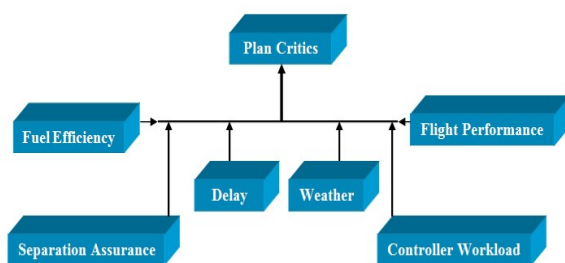 Plan Critics
Fuel Efficiency
Flight Performance
Delay
Weather
Separation Assurance
Controller Workload